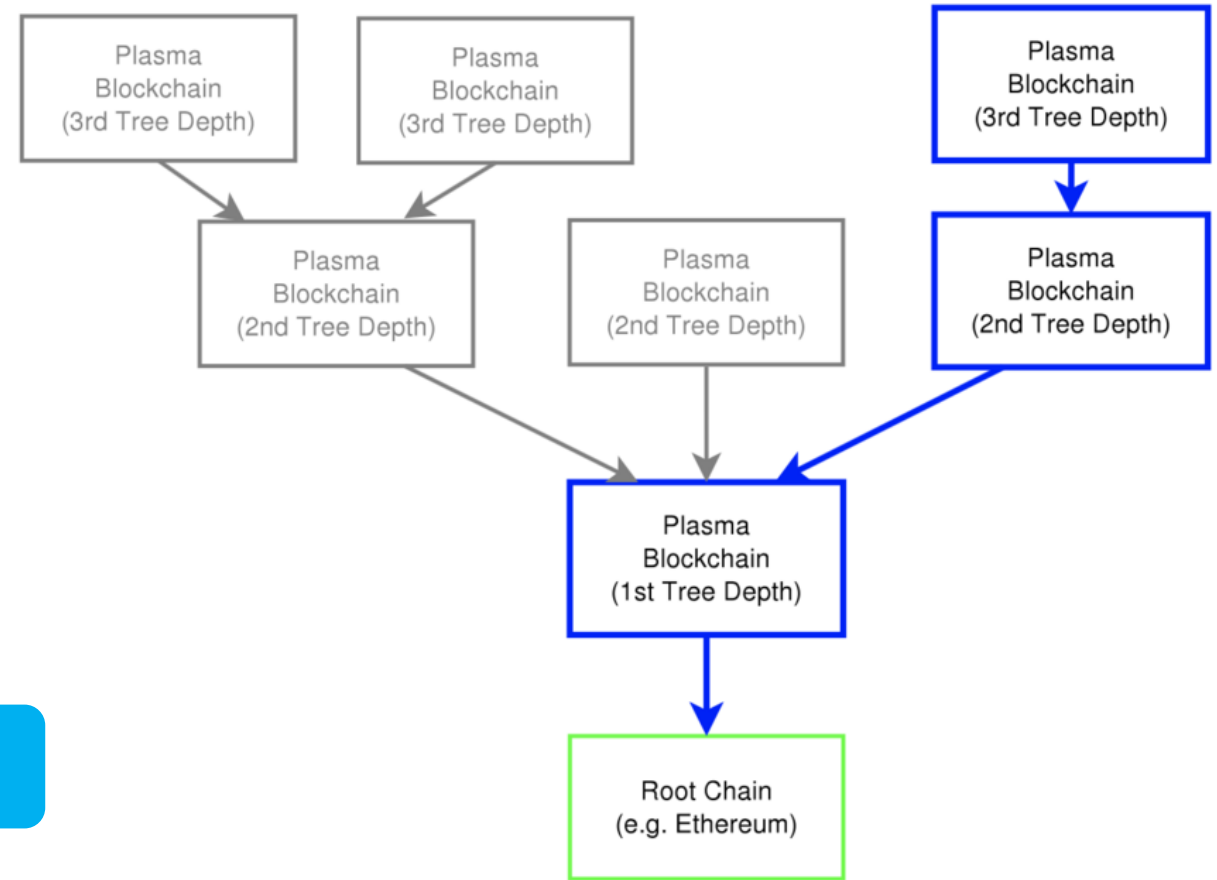 Plasma
Blockchain
(3rd Tree Depth)
Plasma
Blockchain
(3rd Tree Depth)
Plasma
Blockchain
(3rd Tree Depth)
Plasma
Blockchain
(2nd Tree Depth)
Plasma
Blockchain
(2nd Tree Depth)
Plasma
Blockchain
(2nd Tree Depth)
Plasma
Blockchain
(1st Tree Depth)
Root Chain
(e.g. Ethereum)